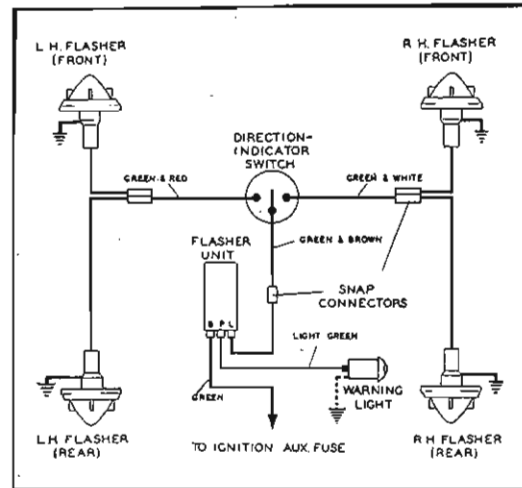 L H. FLASHER
(FRONT)
R H. FLASHER
(FRONT)
DIRECTION-
INDICATOR
SWITCH
GREEN & RED
GREEN & WHITE
GREEN & BROWN
FLASHER
UNIT
B P L
SNAP
CONNECTORS
LIGHT GREEN
GREEN
WARNING
LIGHT
L.H. FLASHER
(REAR)
TO IGNITION AUX. FUSE
R H FLASHER
(REAR)